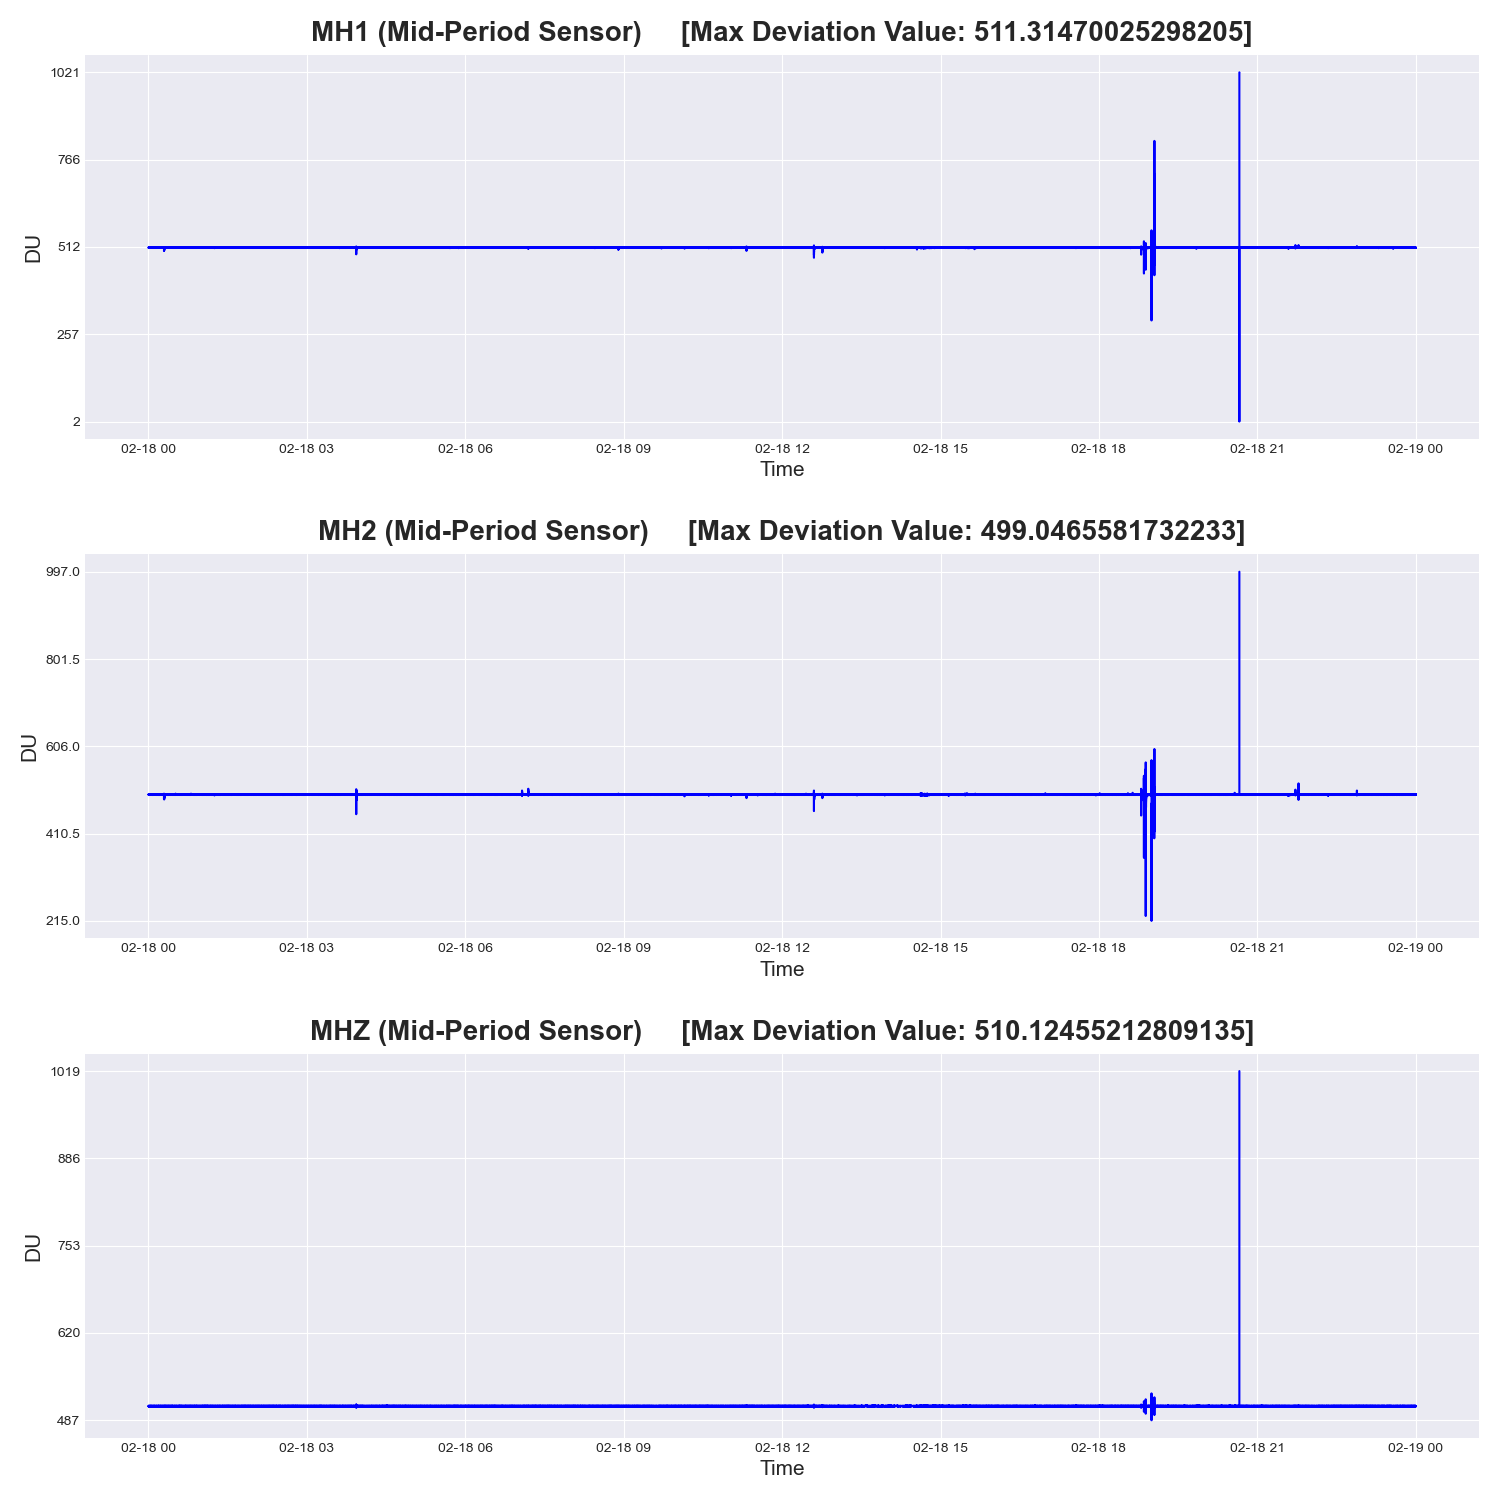 MH1 (Mid-Period Sensor) [Max Deviation Value: 511.31470025298205]
1021
766
512
257
2
DU
02-18 00 02-18 03 02-18 06 02-18 09 02-18 12 02-18 15 02-18 18 02-18 21 02-19 00
Time
MH2 (Mid-Period Sensor) [Max Deviation Value: 499.0465581732233]
997.0
801.5
606.0
410.5
215.0
DU
02-18 00 02-18 03 02-18 06 02-18 09 02-18 12 02-18 15 02-18 18 02-18 21 02-19 00
Time
MHZ (Mid-Period Sensor) [Max Deviation Value: 510.12455212809135]
1019
886
753
620
487
DU
02-18 00 02-18 03 02-18 06 02-18 09 02-18 12 02-18 15 02-18 18 02-18 21 02-19 00
Time